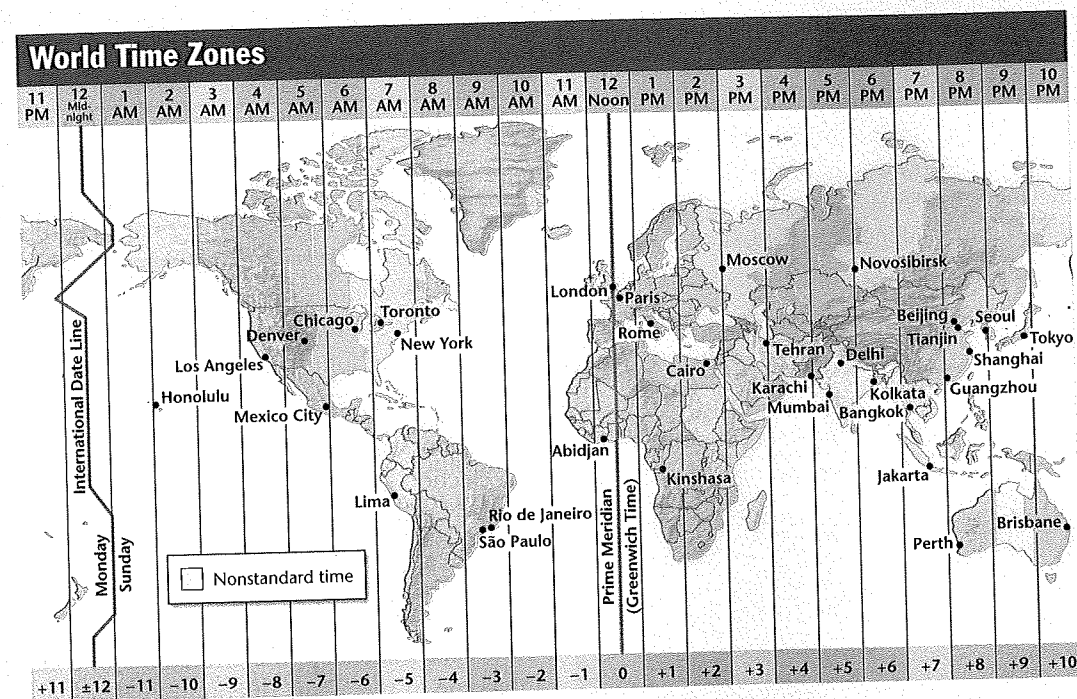 World Time Zones
11 PM
12 Mid-night
1 AM
2 AM
3 AM
4 AM
5 AM
6 AM
7 AM
8 AM
9 AM
10 AM
11 AM
12 Noon
1 PM
2 PM
3 PM
4 PM
5 PM
6 PM
7 PM
8 PM
9 PM
10 PM
Moscow
Novosibirsk
London
Paris
Toronto
Chicago
Denver
New York
Rome
Beijing
Seoul
Tianjin
Tokyo
Los Angeles
Cairo
Tehran
Delhi
Shanghai
Honolulu
Mexico City
Karachi
Kolkata
Guangzhou
Mumbai
Bangkok
Abidjan
Kinshasa
Jakarta
Lima
Rio de Janeiro
São Paulo
Brisbane
Perth
International Date Line
Monday
Sunday
Prime Meridian
(Greenwich Time)
Nonstandard time
+11 ±12 −11 −10 −9 −8 −7 −6 −5 −4 −3 −2 −1 0 +1 +2 +3 +4 +5 +6 +7 +8 +9 +10